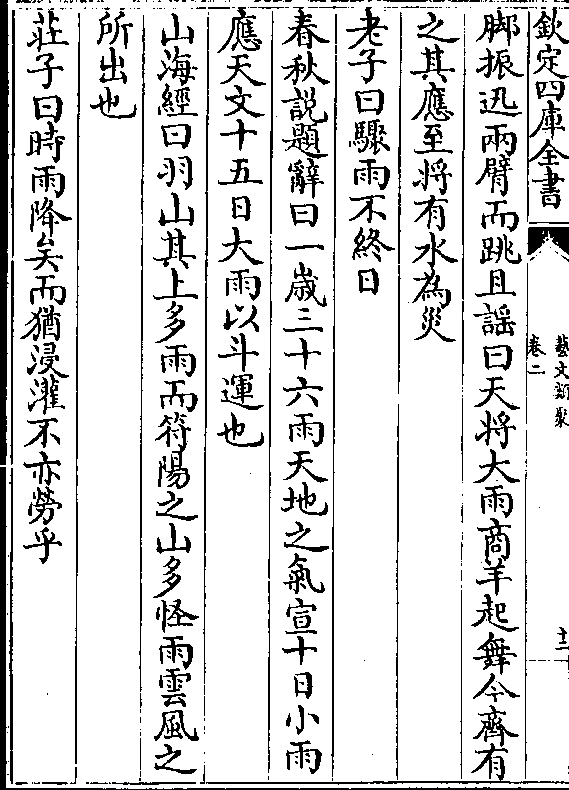 欽定四庫全書
藝文類聚
卷二
十二
脚振迅兩臂而跳且謡曰天將大雨商羊起舞今齊有
之其應至将有水為災
老子曰驟雨不終日
春秋説題辭曰一歲三十六雨天地之氣宣十日小雨
應天文十五日大雨以斗運也
山海經曰羽山其上多雨而符陽之山多怪雨雲風之
所出也
莊子曰時雨降矣而猶浸灌不亦勞乎